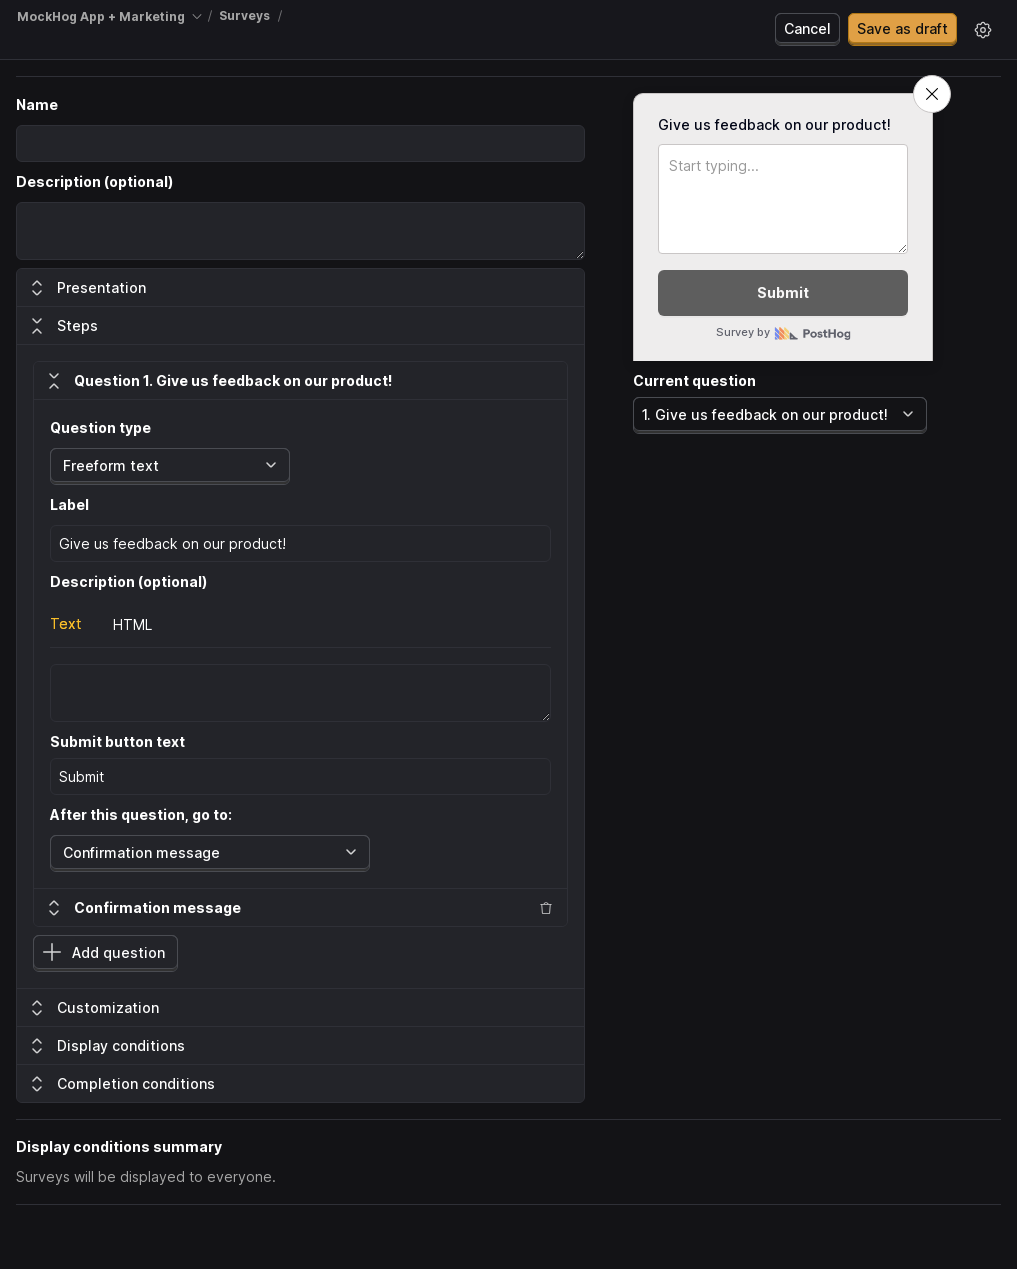 MockHog App + Marketing / Surveys /
Cancel
Save as draft
Name
Description (optional)
Presentation
Steps
Question 1. Give us feedback on our product!
Question type
Freeform text
Label
Give us feedback on our product!
Description (optional)
Text
HTML
Submit button text
Submit
After this question, go to:
Confirmation message
Confirmation message
Add question
Customization
Display conditions
Completion conditions
Give us feedback on our product!
Start typing...
Submit
Survey by PostHog
Current question
1. Give us feedback on our product!
Display conditions summary
Surveys will be displayed to everyone.